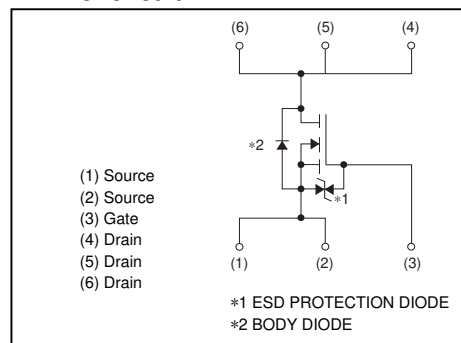 (6) (5) (4)
∗2
∗1
(1) Source
(2) Source
(3) Gate
(4) Drain
(5) Drain
(6) Drain
(1) (2) (3)
∗1 ESD PROTECTION DIODE
∗2 BODY DIODE